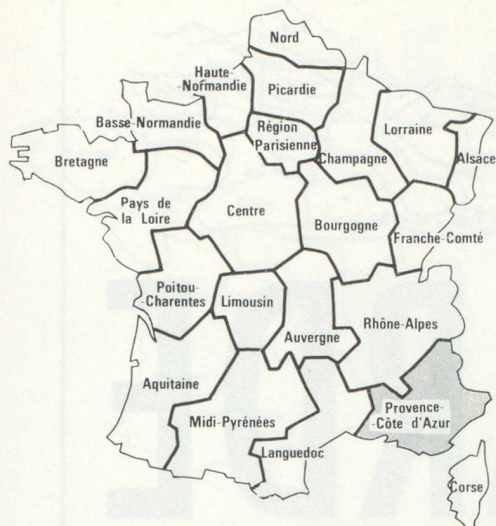 Nord
Haute-
Normandie
Picardie
Basse-Normandie
Région
Parisienne
Lorraine
Champagne
Alsace
Bretagne
Pays de
la Loire
Centre
Bourgogne
Franche-Comté
Poitou-
Charentes
Limousin
Auvergne
Rhône-Alpes
Aquitaine
Midi-Pyrénées
Languedoc
Provence-
Côte d'Azur
Corse